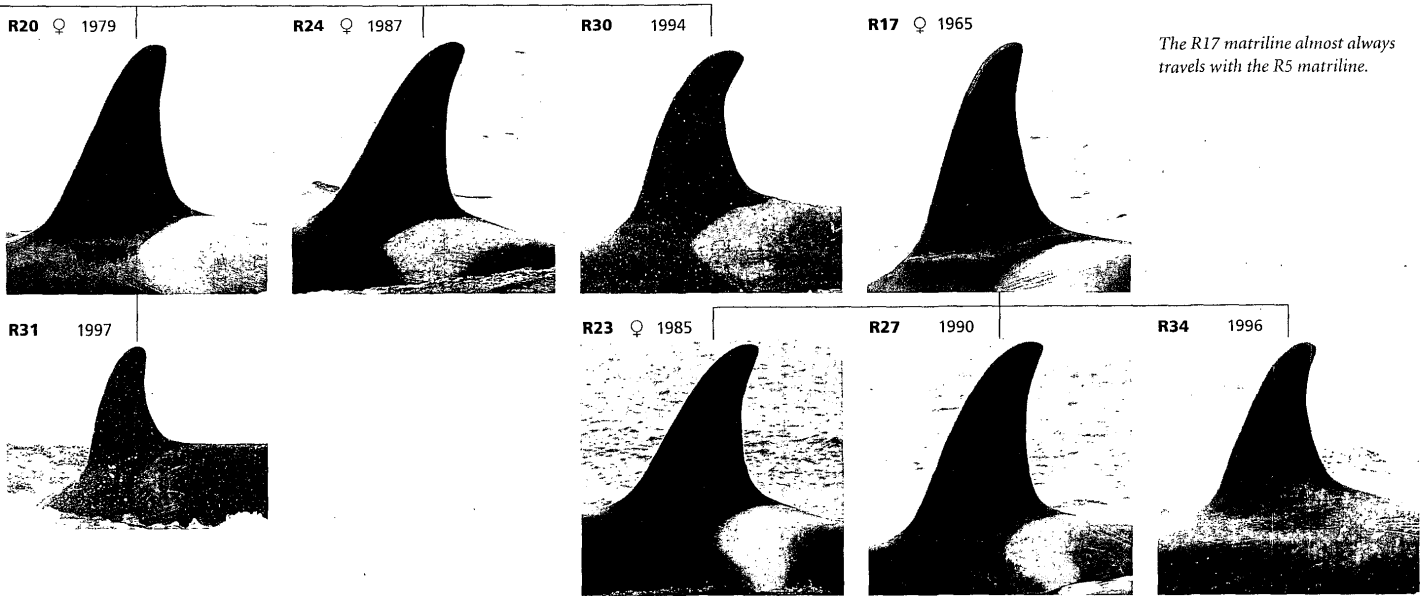 R20 ♀ 1979
R24 ♀ 1987
R30 1994
R17 ♀ 1965
The R17 matriline almost always
travels with the R5 matriline.
R31 1997
R23 ♀ 1985
R27 1990
R34 1996